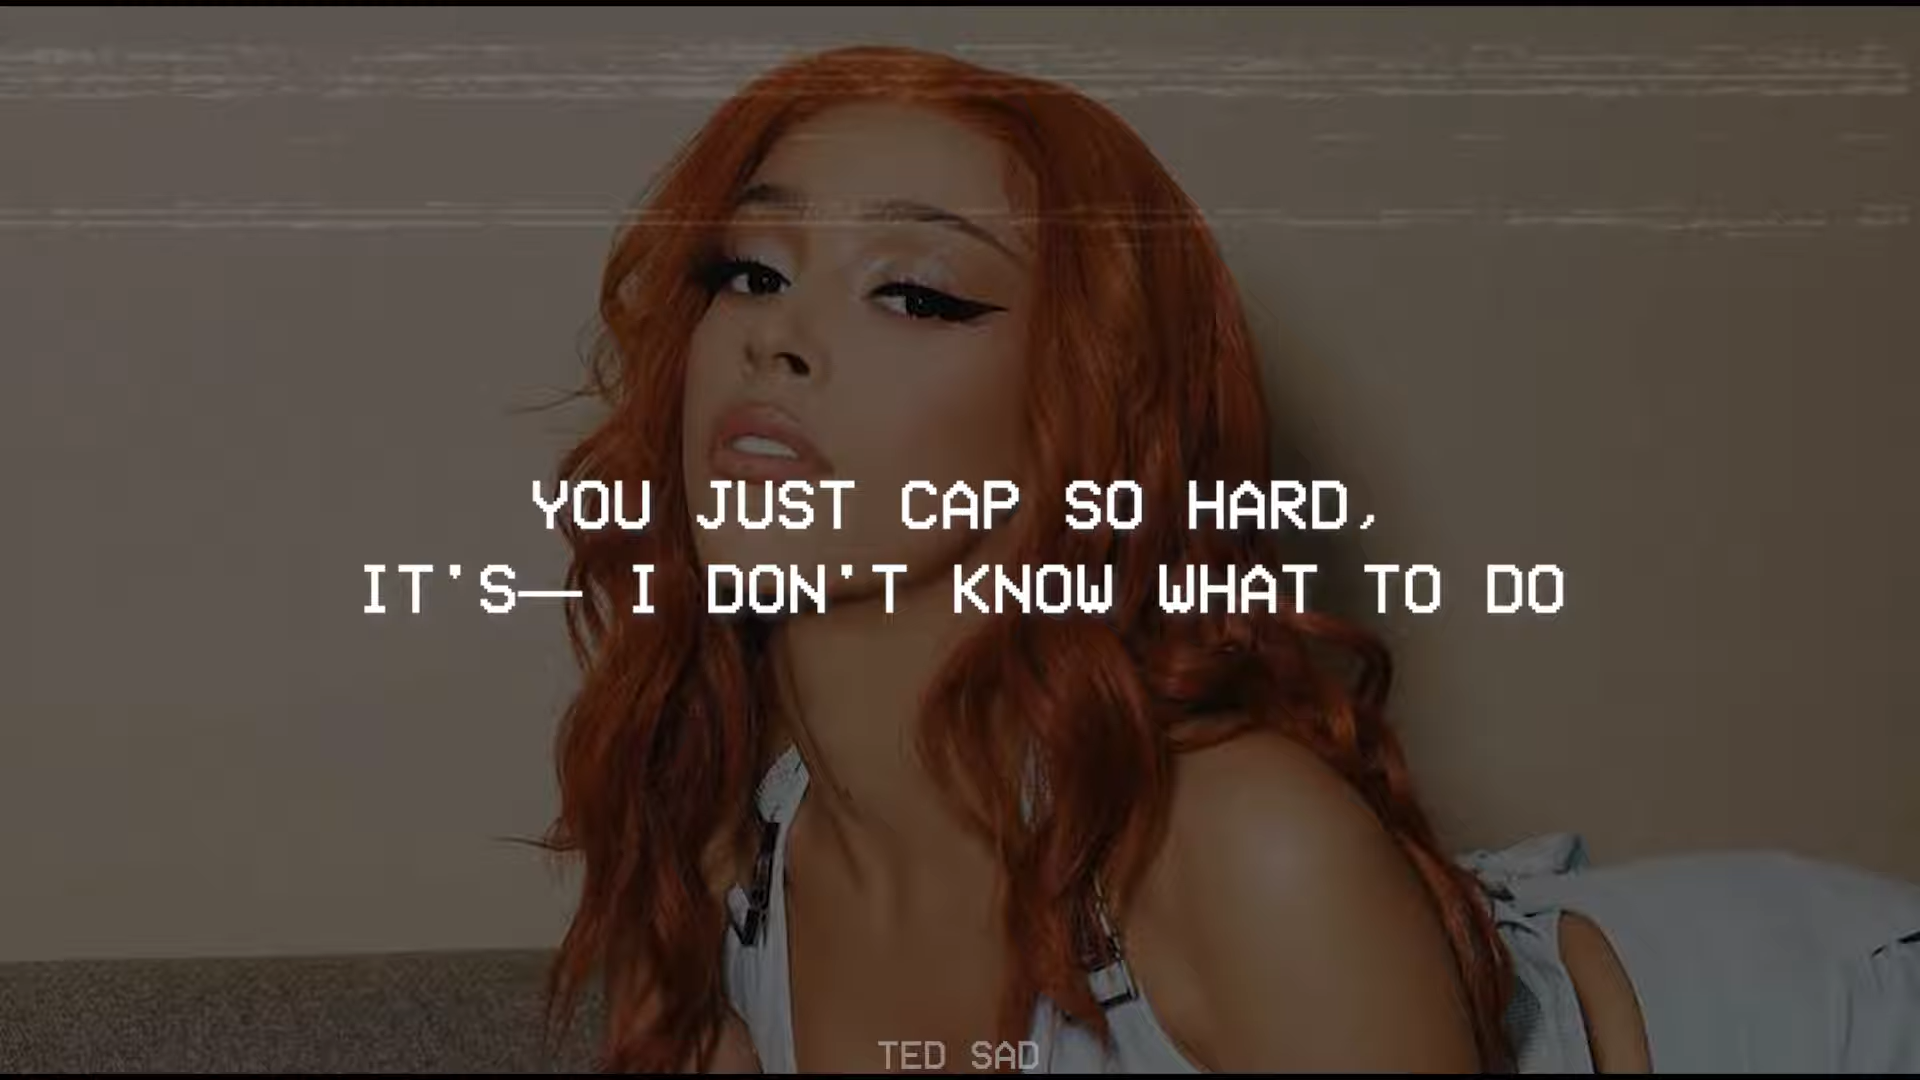 YOU JUST CAP SO HARD,
IT'S— I DON'T KNOW WHAT TO DO
TED SAD